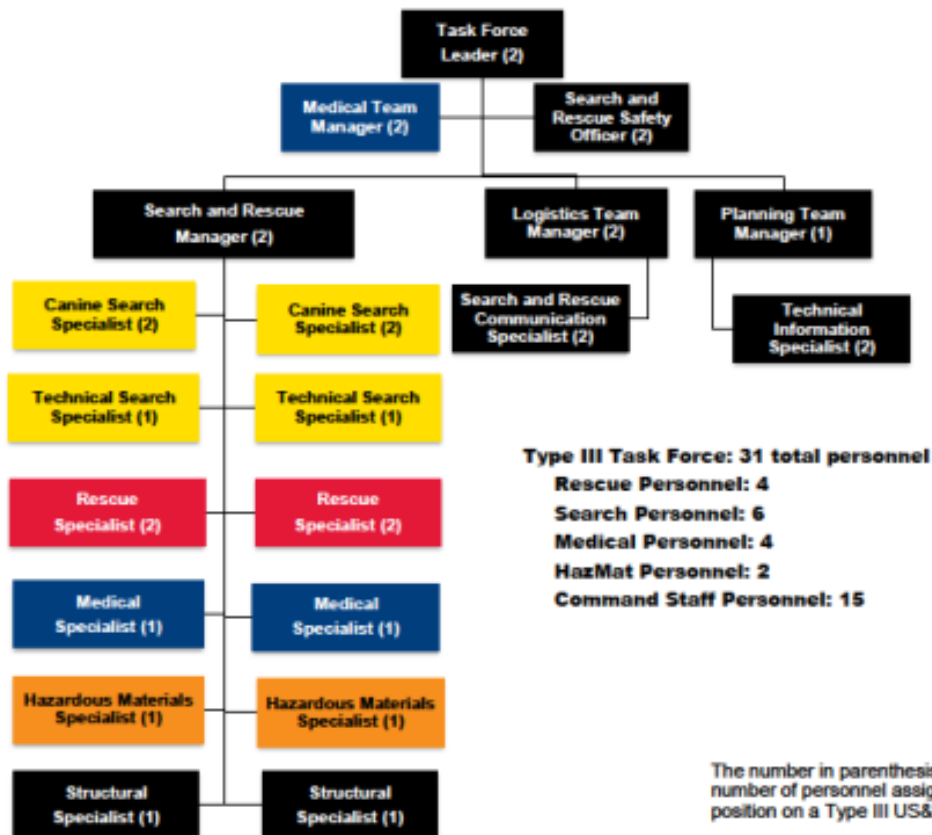 Task Force
Leader (2)
Medical Team
Manager (2)
Search and
Rescue Safety
Officer (2)
Search and Rescue
Manager (2)
Logistics Team
Manager (2)
Planning Team
Manager (1)
Canine Search
Specialist (2)
Canine Search
Specialist (2)
Search and Rescue
Communication
Specialist (2)
Technical
Information
Specialist (2)
Technical Search
Specialist (1)
Technical Search
Specialist (1)
Type III Task Force: 31 total personnel
Rescue Personnel: 4
Search Personnel: 6
Medical Personnel: 4
HazMat Personnel: 2
Command Staff Personnel: 15
Rescue
Specialist (2)
Rescue
Specialist (2)
Medical
Specialist (1)
Medical
Specialist (1)
Hazardous Materials
Specialist (1)
Hazardous Materials
Specialist (1)
Structural
Specialist (1)
Structural
Specialist (1)
The number in parenthesis
number of personnel assig
position on a Type III US&